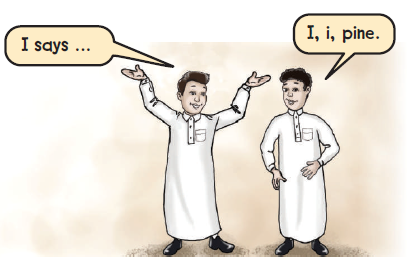 I says ...
I, i, pine.